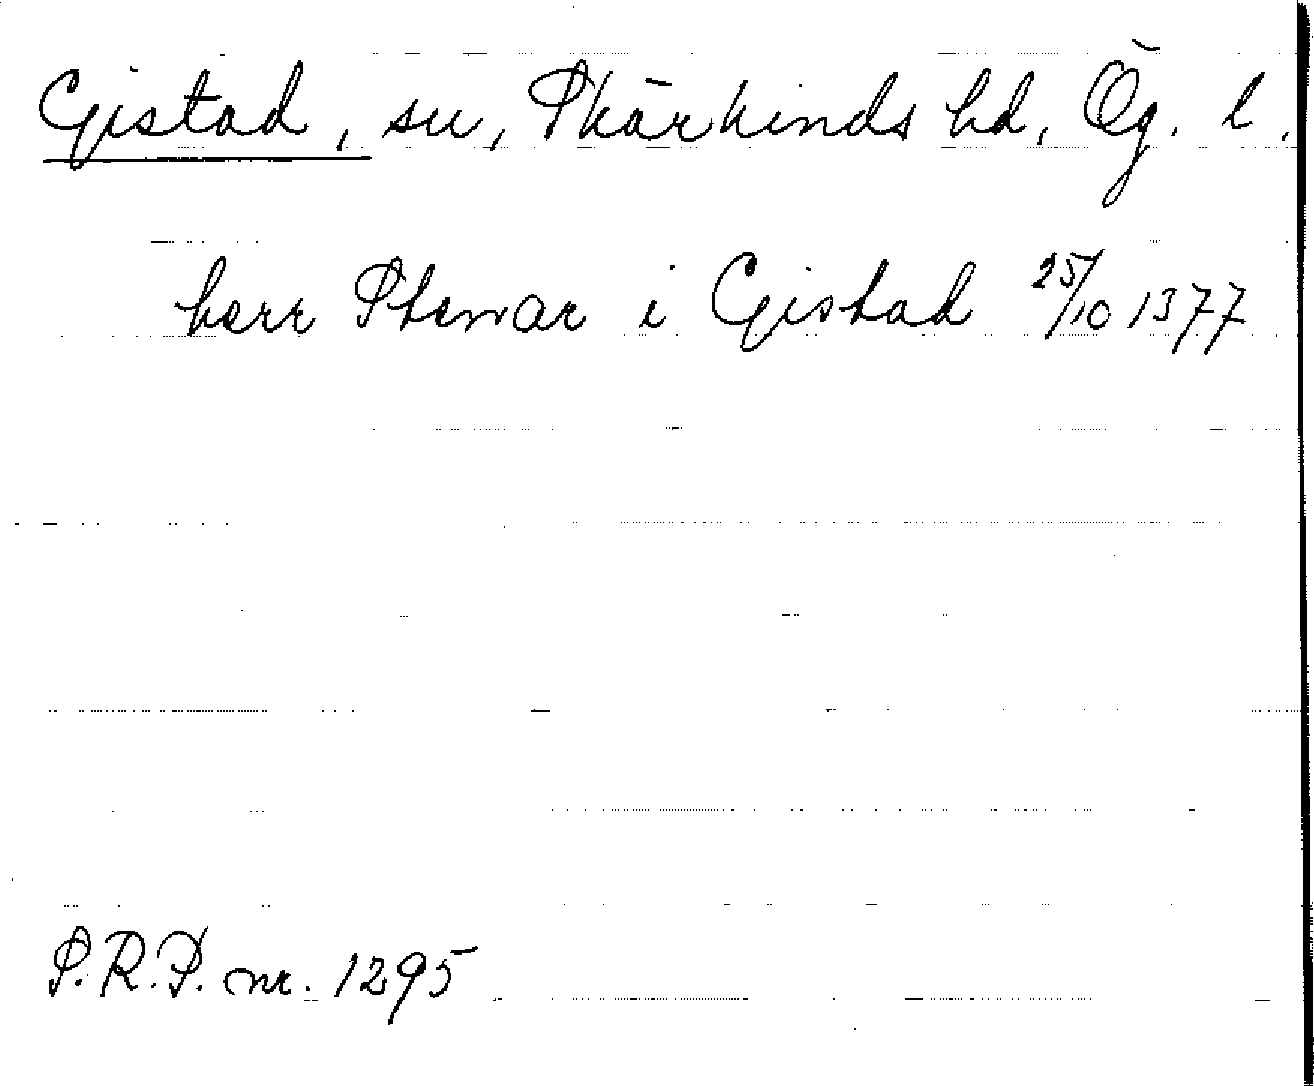 Gistad, sn, Skärkinds hd, Ög. l.
herr Stenar i Gistad 25/10 1377
S.R.P. nr. 1295